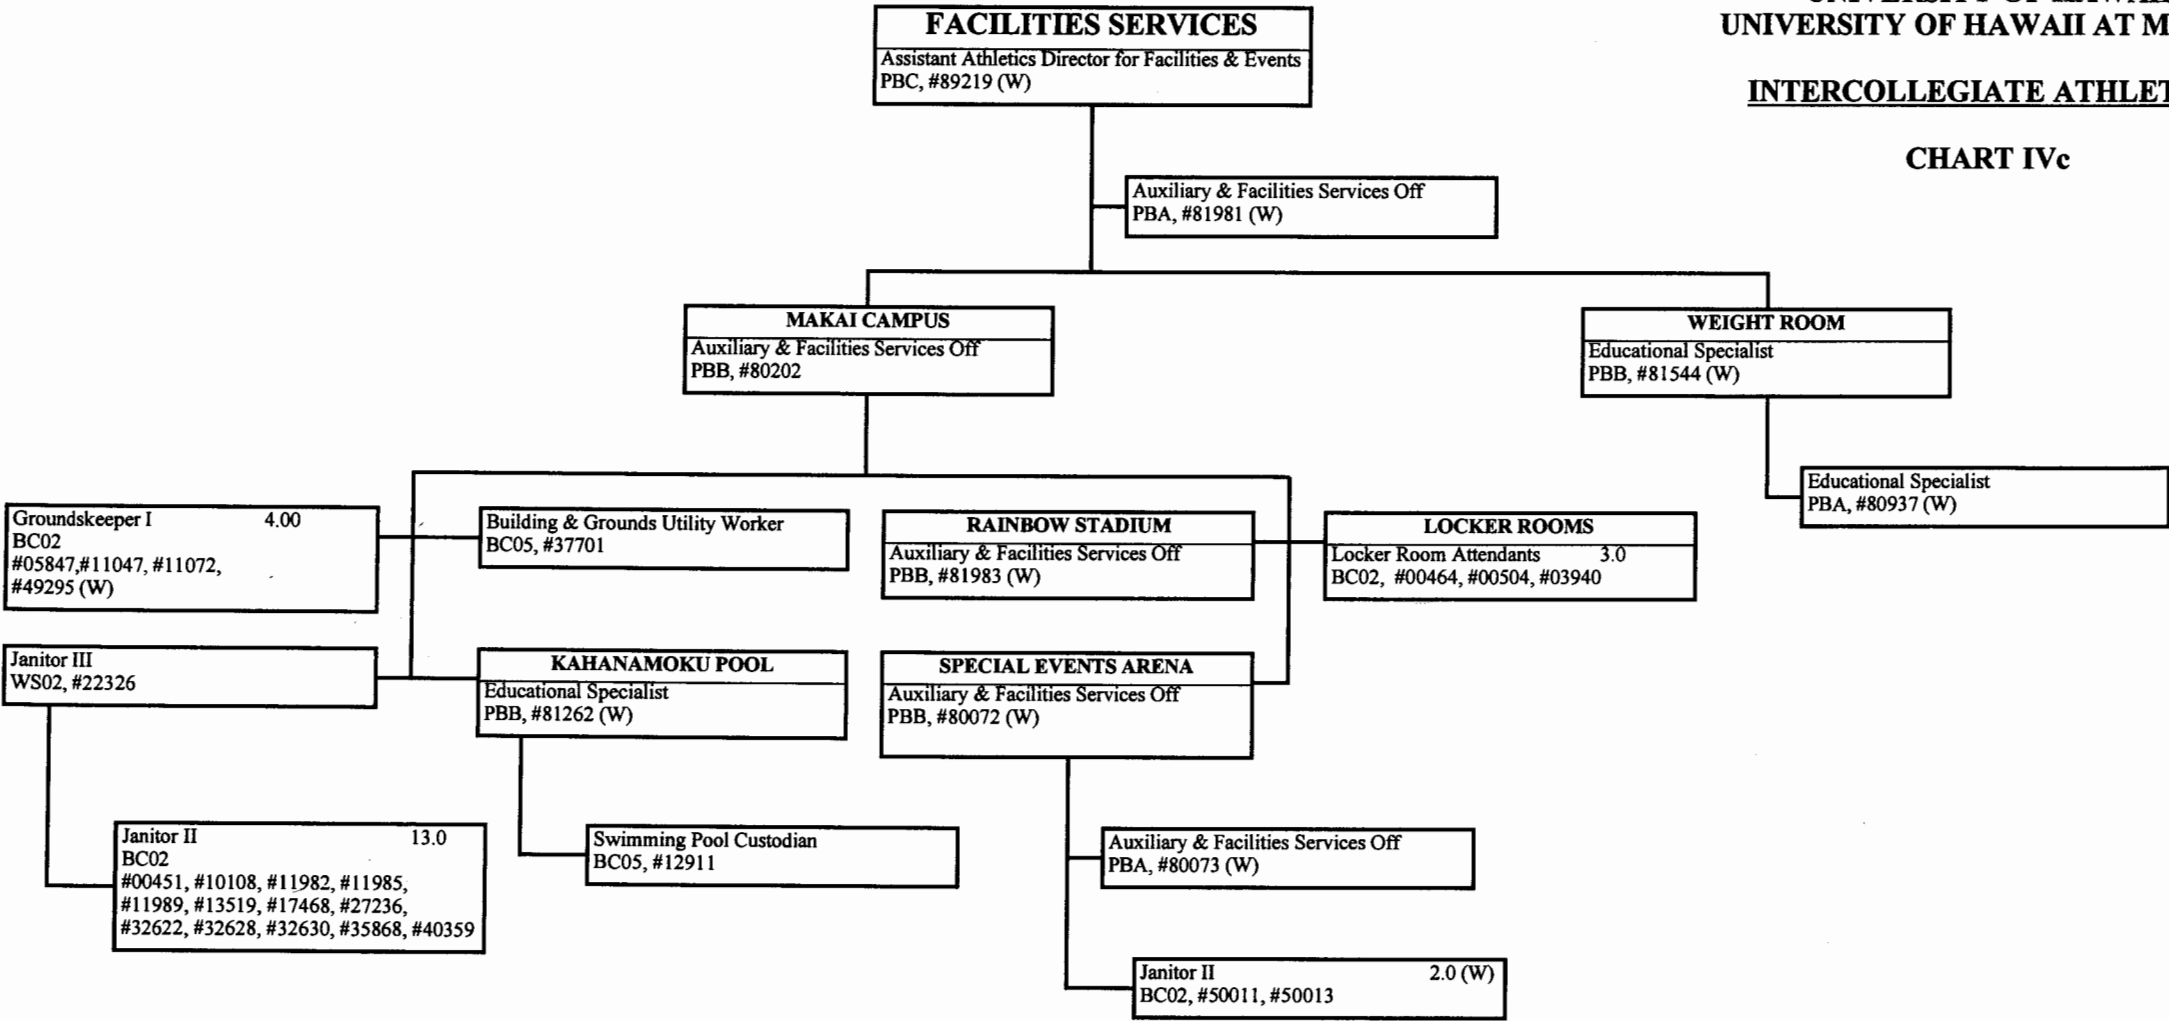 FACILITIES SERVICES
Assistant Athletics Director for Facilities & Events
PBC, #89219 (W)
UNIVERSITY OF HAWAII AT M
INTERCOLLEGIATE ATHLET
CHART IVc
Auxiliary & Facilities Services Off
PBA, #81981 (W)
MAKAI CAMPUS
Auxiliary & Facilities Services Off
PBB, #80202
WEIGHT ROOM
Educational Specialist
PBB, #81544 (W)
Educational Specialist
PBA, #80937 (W)
Groundskeeper I 4.00
BC02
#05847,#11047, #11072,
#49295 (W)
Building & Grounds Utility Worker
BC05, #37701
RAINBOW STADIUM
Auxiliary & Facilities Services Off
PBB, #81983 (W)
LOCKER ROOMS
Locker Room Attendants 3.0
BC02, #00464, #00504, #03940
Janitor III
WS02, #22326
KAHANAMOKU POOL
Educational Specialist
PBB, #81262 (W)
SPECIAL EVENTS ARENA
Auxiliary & Facilities Services Off
PBB, #80072 (W)
Janitor II 13.0
BC02
#00451, #10108, #11982, #11985,
#11989, #13519, #17468, #27236,
#32622, #32628, #32630, #35868, #40359
Swimming Pool Custodian
BC05, #12911
Auxiliary & Facilities Services Off
PBA, #80073 (W)
Janitor II 2.0 (W)
BC02, #50011, #50013